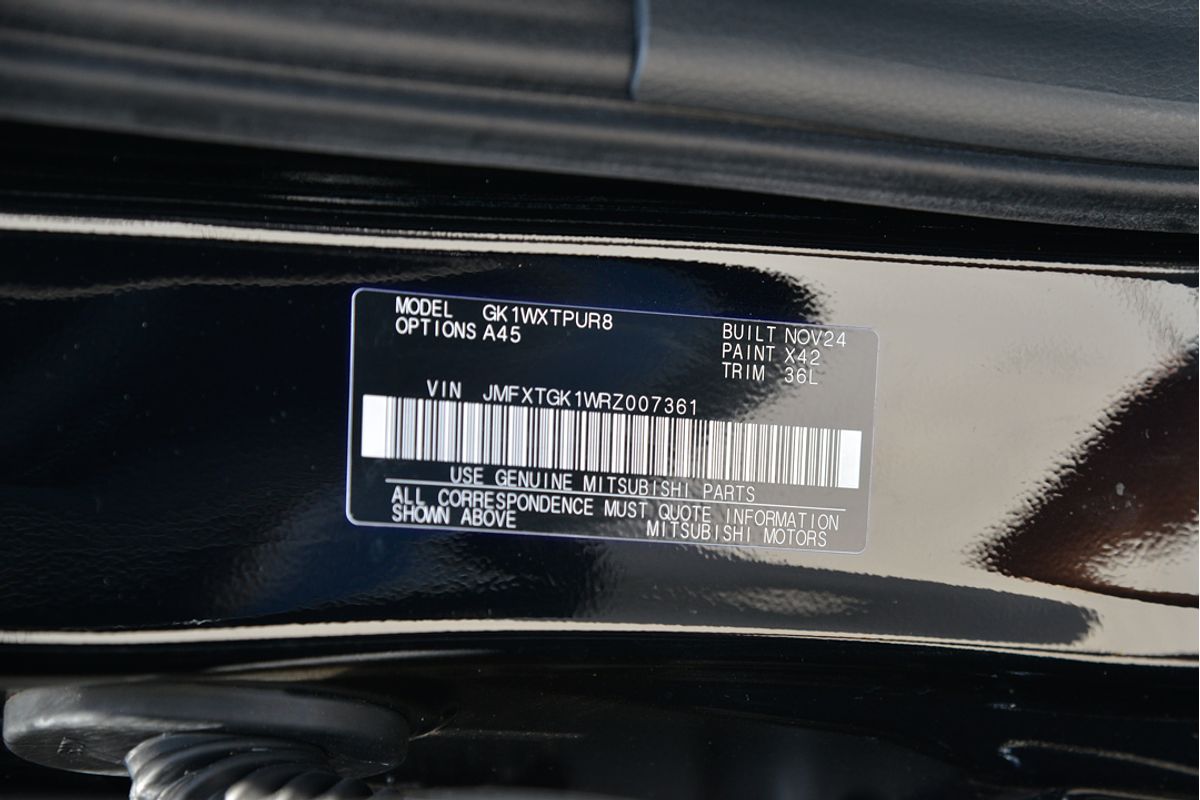 MODEL GK1WXTPUR8
OPTIONS A45
BUILT NOV24
PAINT X42
TRIM 36L
VIN JMFXTGK1WRZ007361
USE GENUINE MITSUBISHI PARTS
ALL CORRESPONDENCE MUST QUOTE INFORMATION
SHOWN ABOVE MITSUBISHI MOTORS